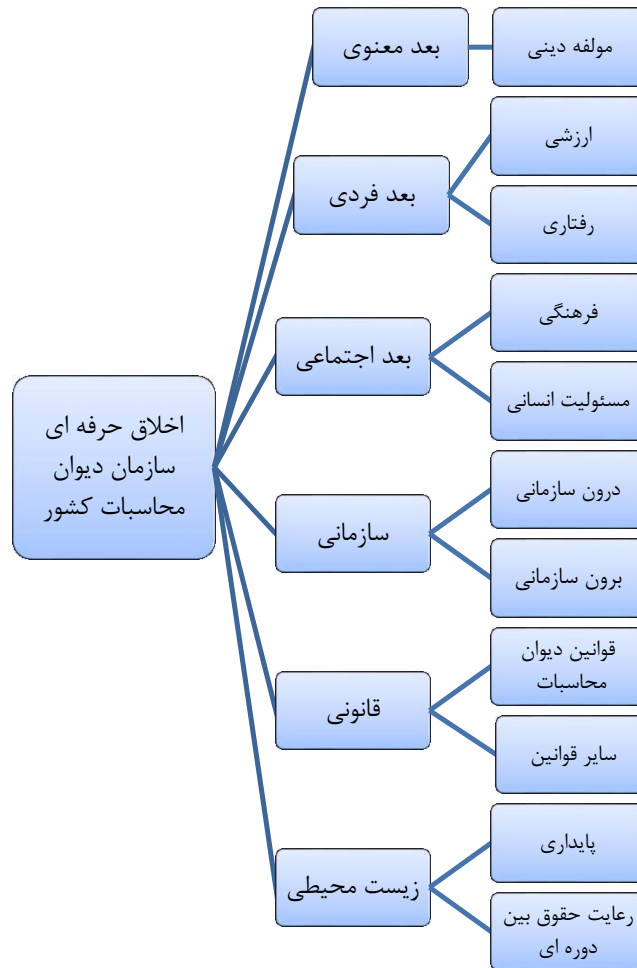 اخلاق حرفه ای
سازمان دیوان
محاسبات کشور
بعد معنوی
مولفه دینی
بعد فردی
ارزشی
رفتاری
بعد اجتماعی
فرهنگی
مسئولیت انسانی
سازمانی
درون سازمانی
برون سازمانی
قانونی
قوانین دیوان
محاسبات
سایر قوانین
زیست محیطی
پایداری
رعایت حقوق بین
دوره ای